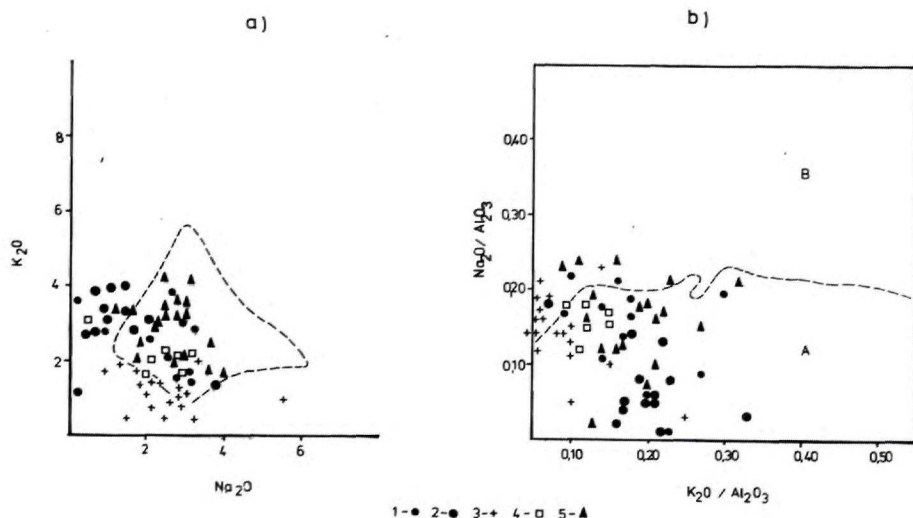 a)
b)
K₂O
8
6
4
2
2
4
6
Na₂O
Na₂O / Al₂O₃
0,40
0,30
0,20
0,10
B
A
0,10
0,20
0,30
0,40
0,50
K₂O / Al₂O₃
1-● 2-● 3-+ 4-□ 5-▲